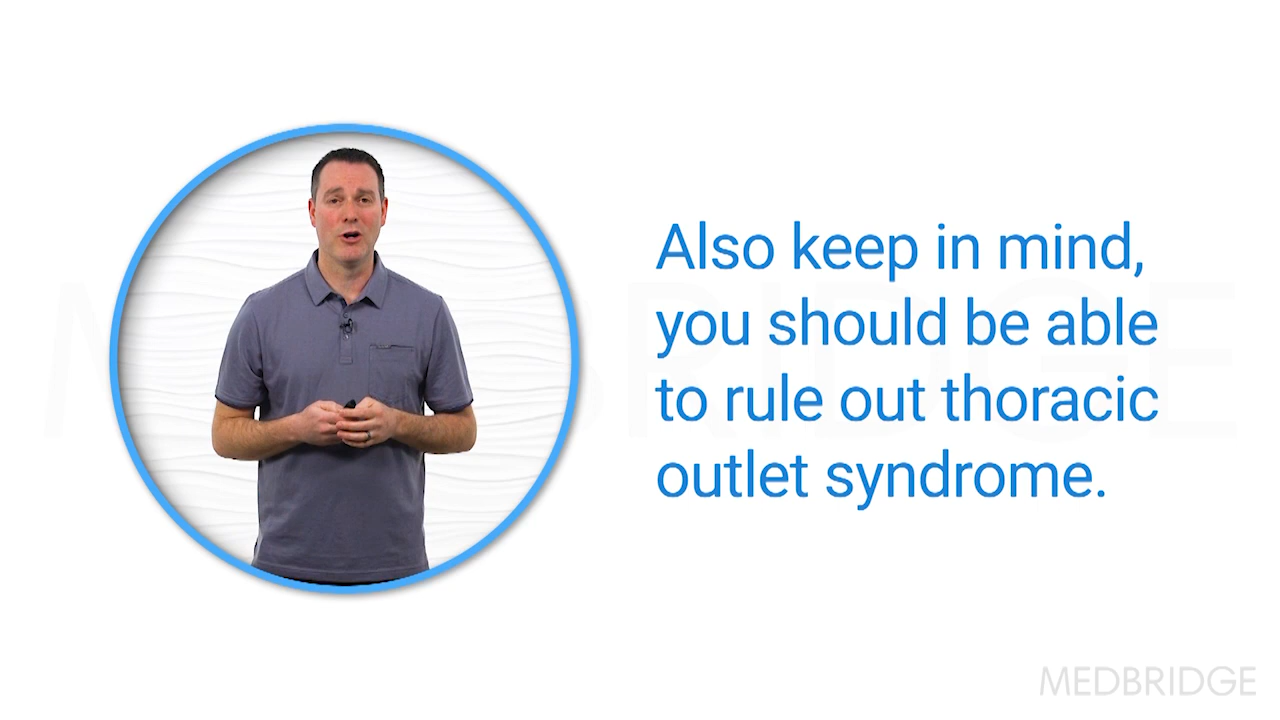 Also keep in mind,
you should be able
to rule out thoracic
outlet syndrome.
MEDBRIDGE